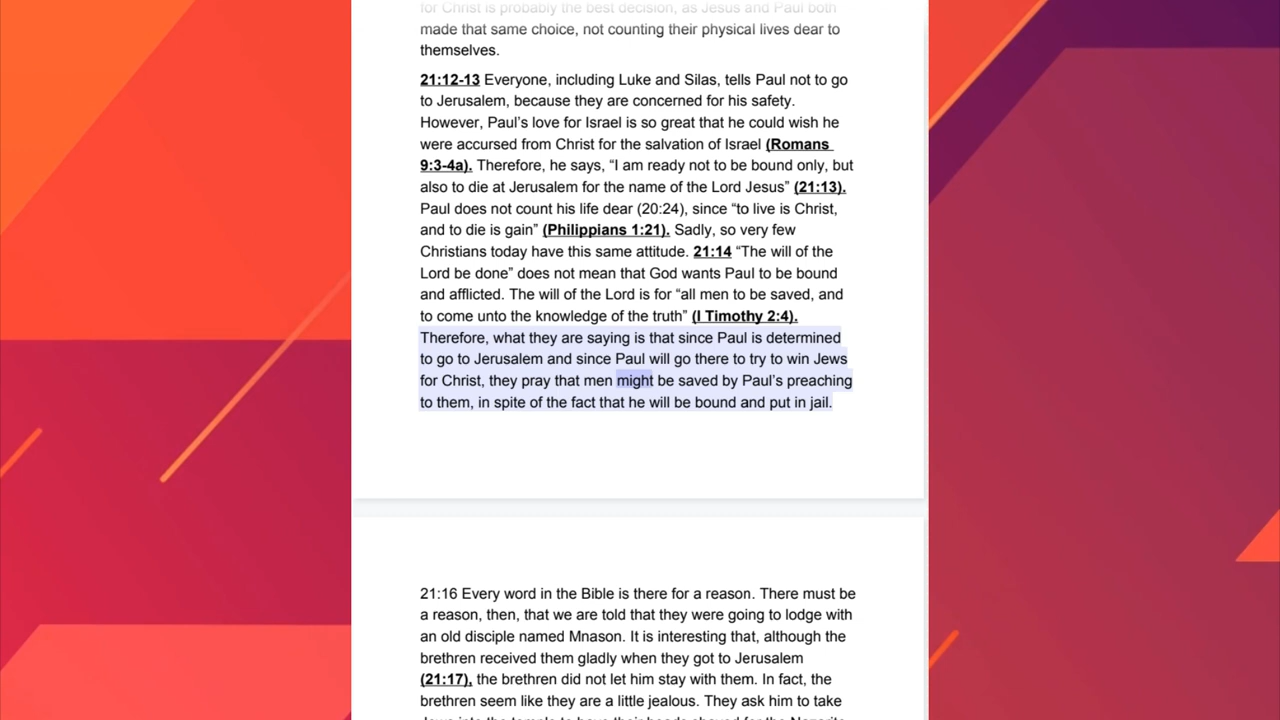 for Christ is probably the best decision, as Jesus and Paul both
made that same choice, not counting their physical lives dear to
themselves.
21:12-13 Everyone, including Luke and Silas, tells Paul not to go
to Jerusalem, because they are concerned for his safety.
However, Paul’s love for Israel is so great that he could wish he
were accursed from Christ for the salvation of Israel (Romans
9:3-4a). Therefore, he says, “I am ready not to be bound only, but
also to die at Jerusalem for the name of the Lord Jesus” (21:13).
Paul does not count his life dear (20:24), since “to live is Christ,
and to die is gain” (Philippians 1:21). Sadly, so very few
Christians today have this same attitude. 21:14 “The will of the
Lord be done” does not mean that God wants Paul to be bound
and afflicted. The will of the Lord is for “all men to be saved, and
to come unto the knowledge of the truth” (I Timothy 2:4).
Therefore, what they are saying is that since Paul is determined
to go to Jerusalem and since Paul will go there to try to win Jews
for Christ, they pray that men might be saved by Paul’s preaching
to them, in spite of the fact that he will be bound and put in jail.
21:16 Every word in the Bible is there for a reason. There must be
a reason, then, that we are told that they were going to lodge with
an old disciple named Mnason. It is interesting that, although the
brethren received them gladly when they got to Jerusalem
(21:17), the brethren did not let him stay with them. In fact, the
brethren seem like they are a little jealous. They ask him to take
Jews into the temple to have their heads shaved for the Nazarite